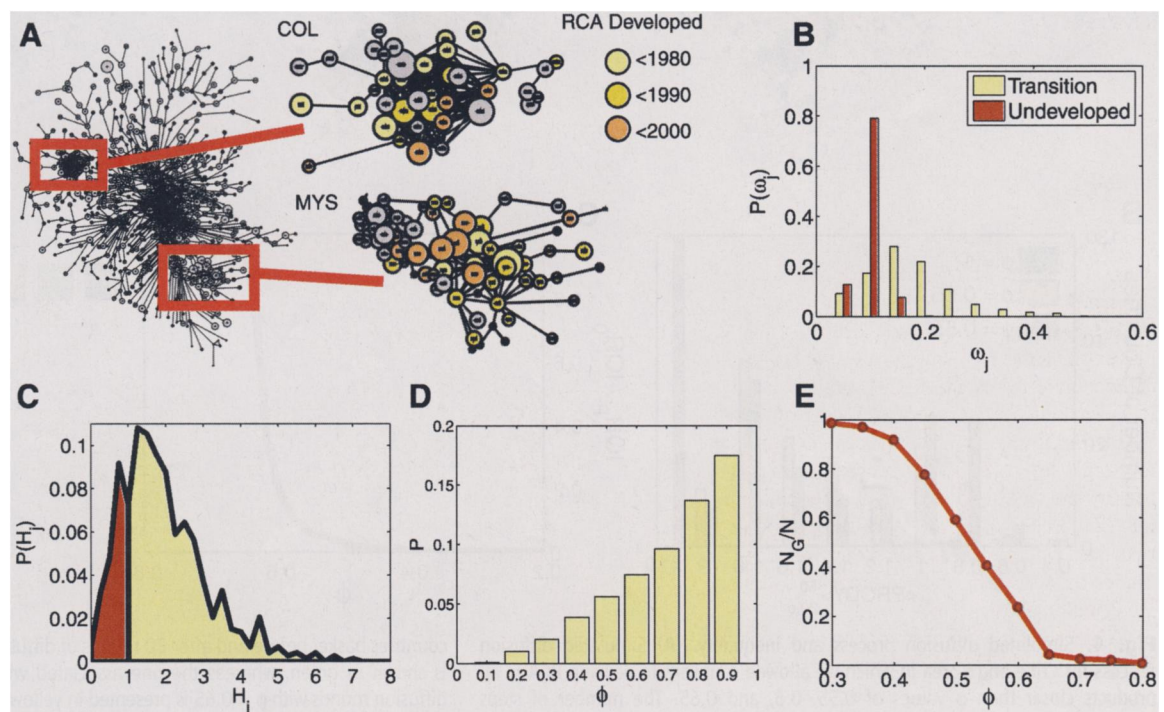 A
COL
RCA Developed
<1980
<1990
<2000
MYS
B
Transition
Undeveloped
1
0.8
0.6
0.4
0.2
0
P(ωj)
0 0.2 0.4 0.6
ωj
C
0.1
0.08
0.06
0.04
0.02
0
P(Hj)
0 1 2 3 4 5 6 7 8
Hj
D
0.2
0.15
0.1
0.05
0
P
0 0.1 0.2 0.3 0.4 0.5 0.6 0.7 0.8 0.9 1
ϕ
E
1
0.8
0.6
0.4
0.2
0
NG/N
0.3 0.4 0.5 0.6 0.7 0.8
ϕ